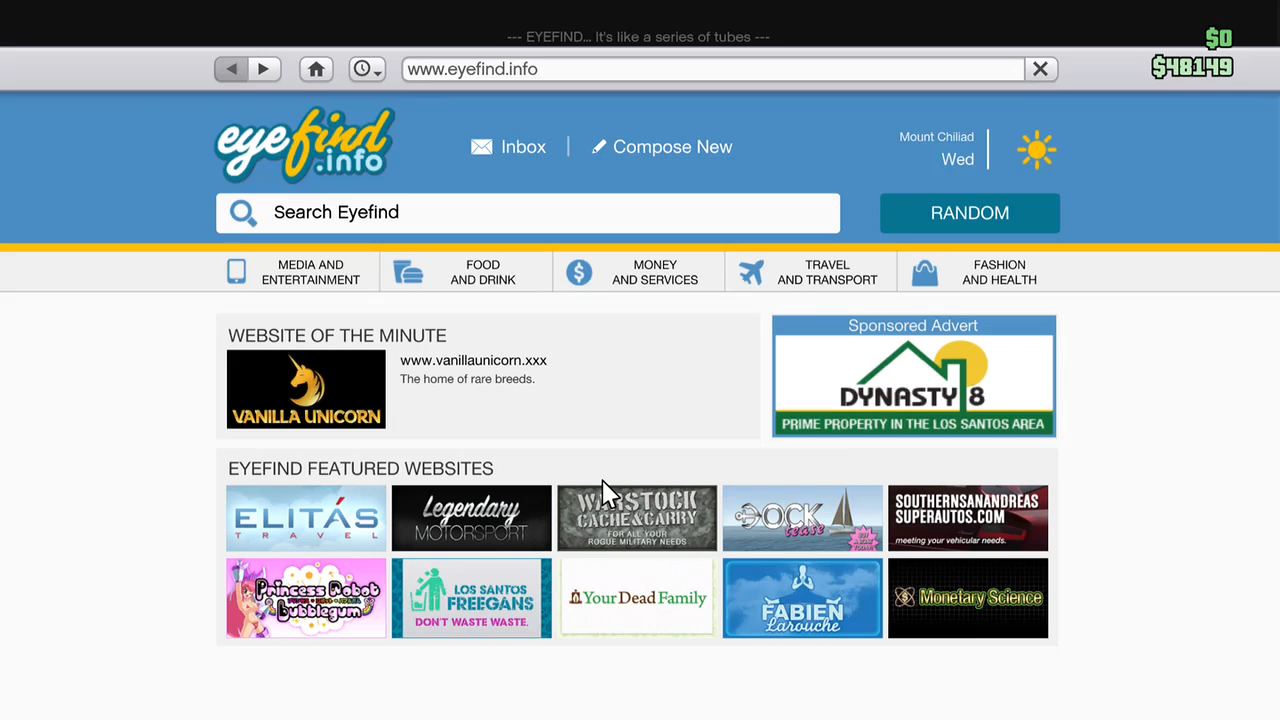 --- EYEFIND... It's like a series of tubes ---
$0
www.eyefind.info
$48149
eyefind
.info
Inbox
Compose New
Mount Chiliad
Wed
Search Eyefind
RANDOM
MEDIA AND
ENTERTAINMENT
FOOD
AND DRINK
MONEY
AND SERVICES
TRAVEL
AND TRANSPORT
FASHION
AND HEALTH
WEBSITE OF THE MINUTE
VANILLA UNICORN
www.vanillaunicorn.xxx
The home of rare breeds.
Sponsored Advert
DYNASTY 8
PRIME PROPERTY IN THE LOS SANTOS AREA
EYEFIND FEATURED WEBSITES
ELITÁS
TRAVEL
Legendary
MOTORSPORT
WARSTOCK
CACHE&CARRY
FOR ALL YOUR
ROGUE MILITARY NEEDS
DOCK
tease
SOUTHERNSANANDREAS
SUPERAUTOS.COM
meeting your vehicular needs.
Princess Robot
Bubblegum
LOS SANTOS
FREEGANS
DON'T WASTE WASTE.
Your Dead Family
FABIEN
Larouche
Monetary Science